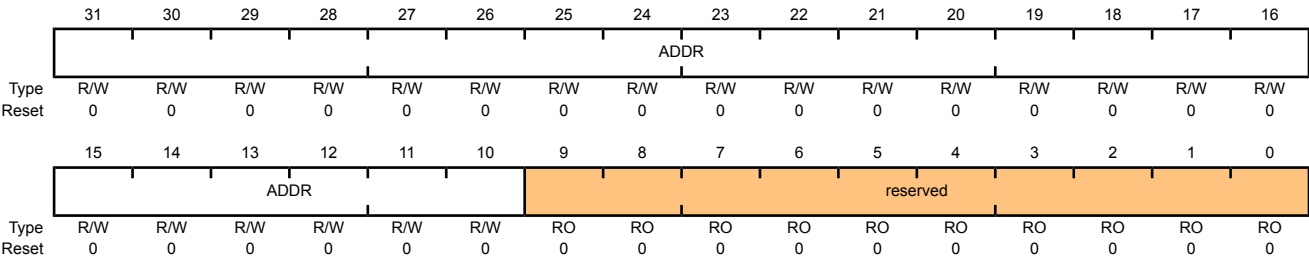 31 30 29 28 27 26 25 24 23 22 21 20 19 18 17 16
ADDR
Type R/W R/W R/W R/W R/W R/W R/W R/W R/W R/W R/W R/W R/W R/W R/W R/W
Reset 0 0 0 0 0 0 0 0 0 0 0 0 0 0 0 0
15 14 13 12 11 10 9 8 7 6 5 4 3 2 1 0
ADDR reserved
Type R/W R/W R/W R/W R/W R/W RO RO RO RO RO RO RO RO RO RO
Reset 0 0 0 0 0 0 0 0 0 0 0 0 0 0 0 0